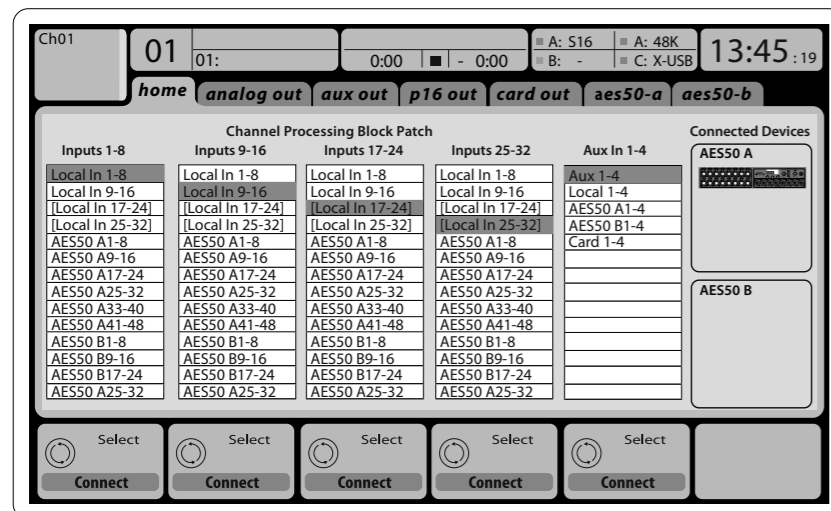 Ch01
01
01:
0:00
- 0:00
A: S16
B: -
A: 48K
C: X-USB
13:45 :19
home
analog out
aux out
p16 out
card out
aes50-a
aes50-b
Channel Processing Block Patch
Connected Devices
Inputs 1-8
Inputs 9-16
Inputs 17-24
Inputs 25-32
Aux In 1-4
Local In 1-8
Local In 9-16
[Local In 17-24]
[Local In 25-32]
AES50 A1-8
AES50 A9-16
AES50 A17-24
AES50 A25-32
AES50 A33-40
AES50 A41-48
AES50 B1-8
AES50 B9-16
AES50 B17-24
AES50 A25-32
Local In 1-8
Local In 9-16
[Local In 17-24]
[Local In 25-32]
AES50 A1-8
AES50 A9-16
AES50 A17-24
AES50 A25-32
AES50 A33-40
AES50 A41-48
AES50 B1-8
AES50 B9-16
AES50 B17-24
AES50 A25-32
Local In 1-8
Local In 9-16
[Local In 17-24]
[Local In 25-32]
AES50 A1-8
AES50 A9-16
AES50 A17-24
AES50 A25-32
AES50 A33-40
AES50 A41-48
AES50 B1-8
AES50 B9-16
AES50 B17-24
AES50 A25-32
Local In 1-8
Local In 9-16
[Local In 17-24]
[Local In 25-32]
AES50 A1-8
AES50 A9-16
AES50 A17-24
AES50 A25-32
AES50 A33-40
AES50 A41-48
AES50 B1-8
AES50 B9-16
AES50 B17-24
AES50 A25-32
Aux 1-4
Local 1-4
AES50 A1-4
AES50 B1-4
Card 1-4
AES50 A
AES50 B
Select
Connect
Select
Connect
Select
Connect
Select
Connect
Select
Connect